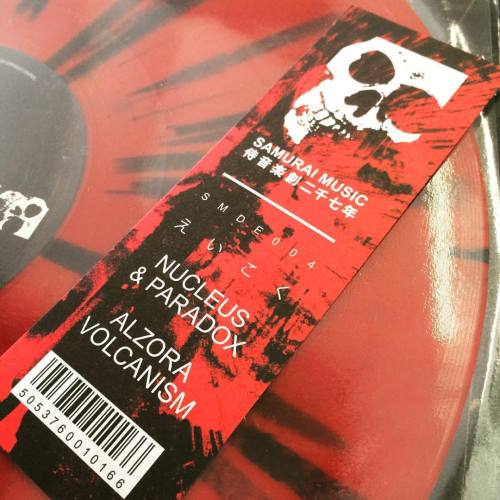 SAMURAI MUSIC
侍音楽創二千七年
SMDE004
えいこく
NUCLEUS
& PARADOX
ALZORA
VOLCANISM
5053760010166